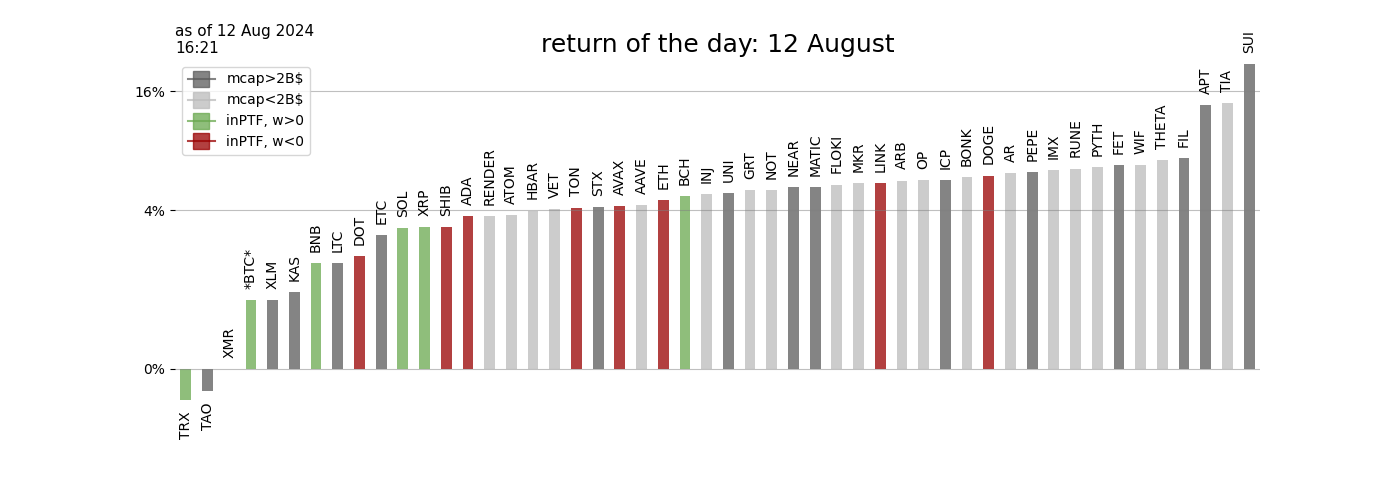 as of 12 Aug 2024
16:21
return of the day: 12 August
mcap>2B$
mcap<2B$
inPTF, w>0
inPTF, w<0
16%
4%
0%
TRX
TAO
XMR
*BTC*
XLM
KAS
BNB
LTC
DOT
ETC
SOL
XRP
SHIB
ADA
RENDER
ATOM
HBAR
VET
TON
STX
AVAX
AAVE
ETH
BCH
INJ
UNI
GRT
NOT
NEAR
MATIC
FLOKI
MKR
LINK
ARB
OP
ICP
BONK
DOGE
AR
PEPE
IMX
RUNE
PYTH
FET
WIF
THETA
FIL
APT
TIA
SUI